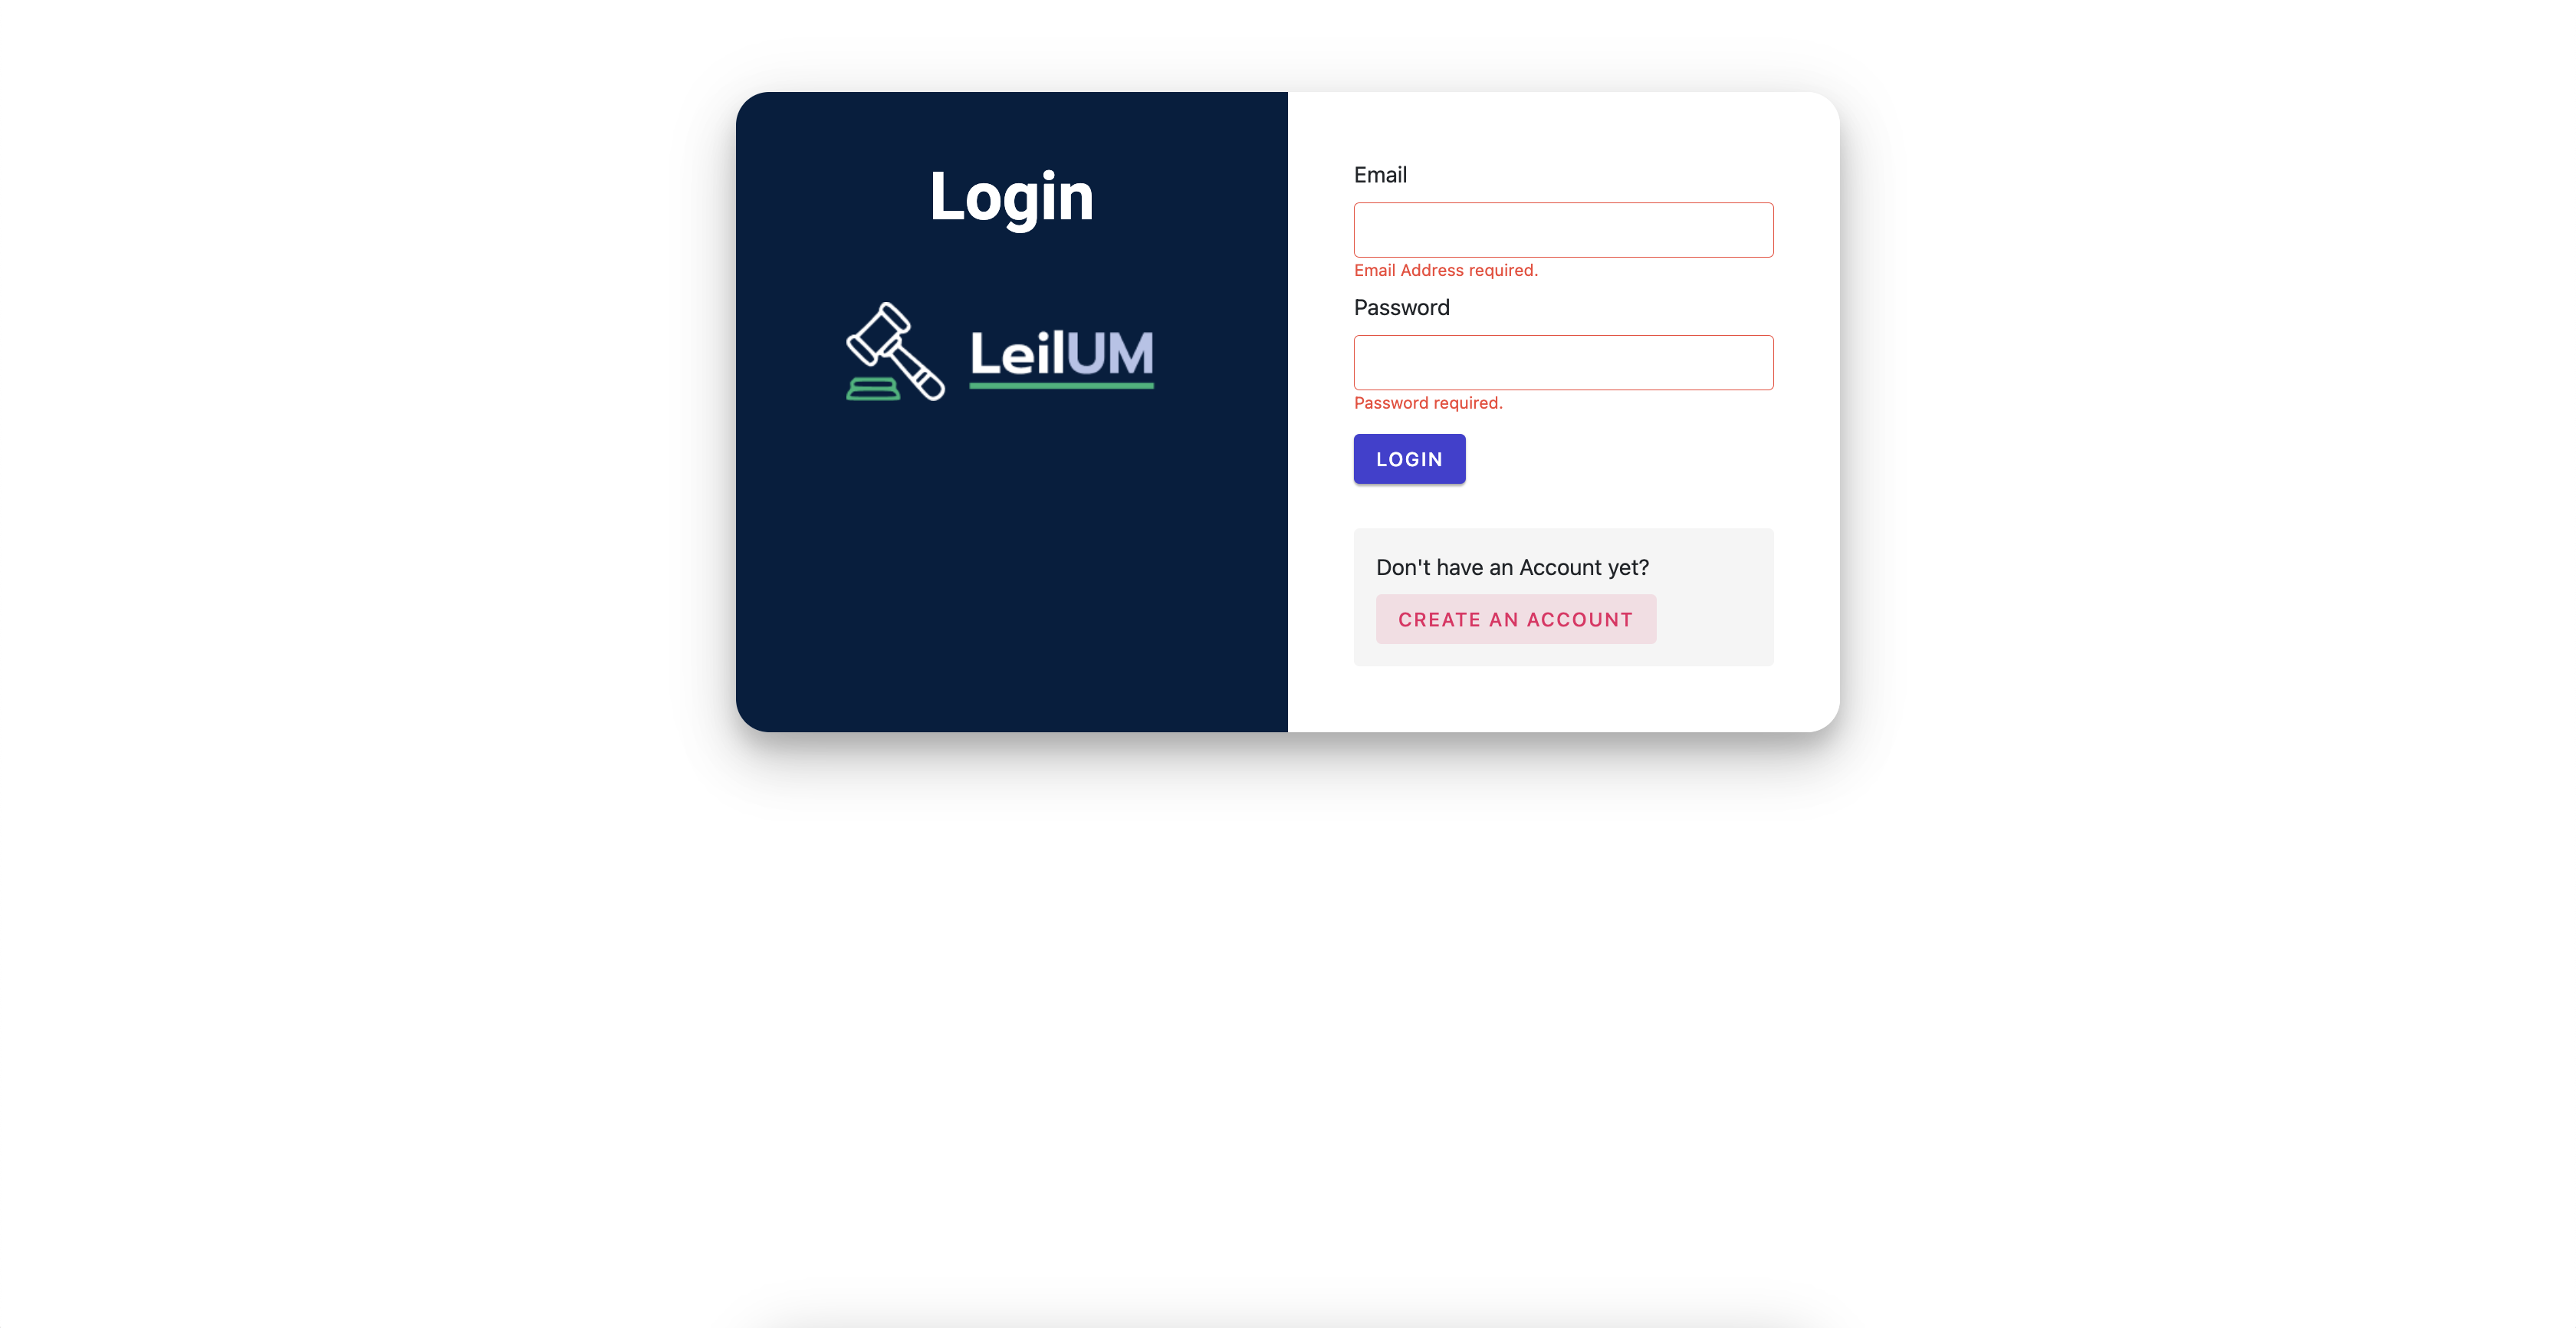 Login
LeilUM
Email
Email Address required.
Password
Password required.
LOGIN
Don't have an Account yet?
CREATE AN ACCOUNT